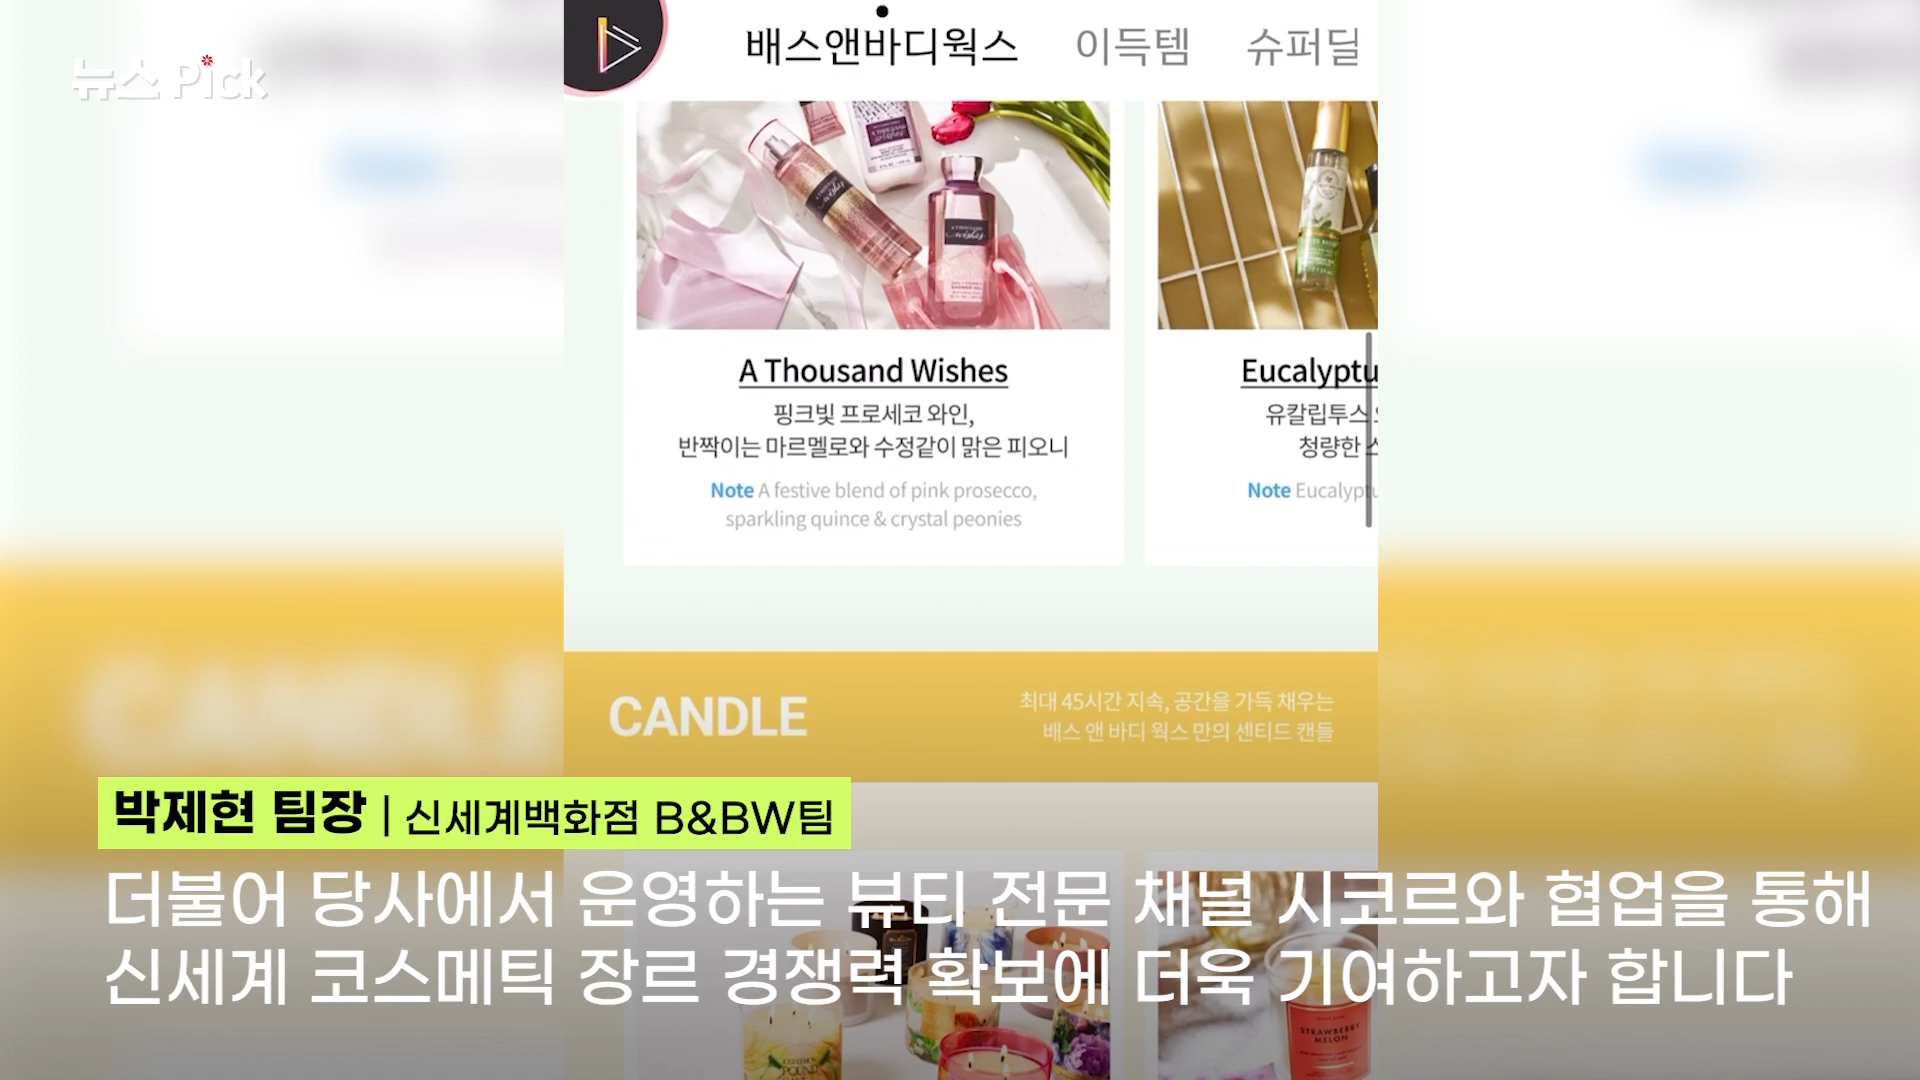 뉴스 Pick
배스앤바디웍스 이득템 슈퍼딜
A Thousand Wishes
핑크빛 프로세코 와인,
반짝이는 마르멜로와 수정같이 맑은 피오니
Note A festive blend of pink prosecco,
sparkling quince & crystal peonies
Eucalyptu
유칼립투스
청량한
Note Eucalyptu
CANDLE
최대 45시간 지속, 공간을 가득 채우는
배스 앤 바디 웍스 만의 센티드 캔들
박제현 팀장 | 신세계백화점 B&BW팀
더불어 당사에서 운영하는 뷰티 전문 채널 시코르와 협업을 통해
신세계 코스메틱 장르 경쟁력 확보에 더욱 기여하고자 합니다
STRAWBERRY
MELON